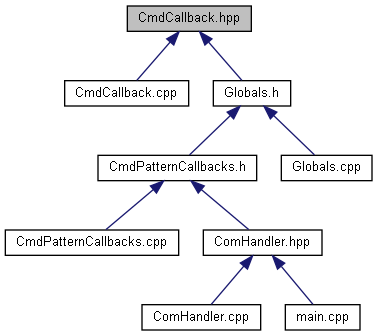 CmdCallback.hpp
CmdCallback.cpp
Globals.h
CmdPatternCallbacks.h
Globals.cpp
CmdPatternCallbacks.cpp
ComHandler.hpp
ComHandler.cpp
main.cpp